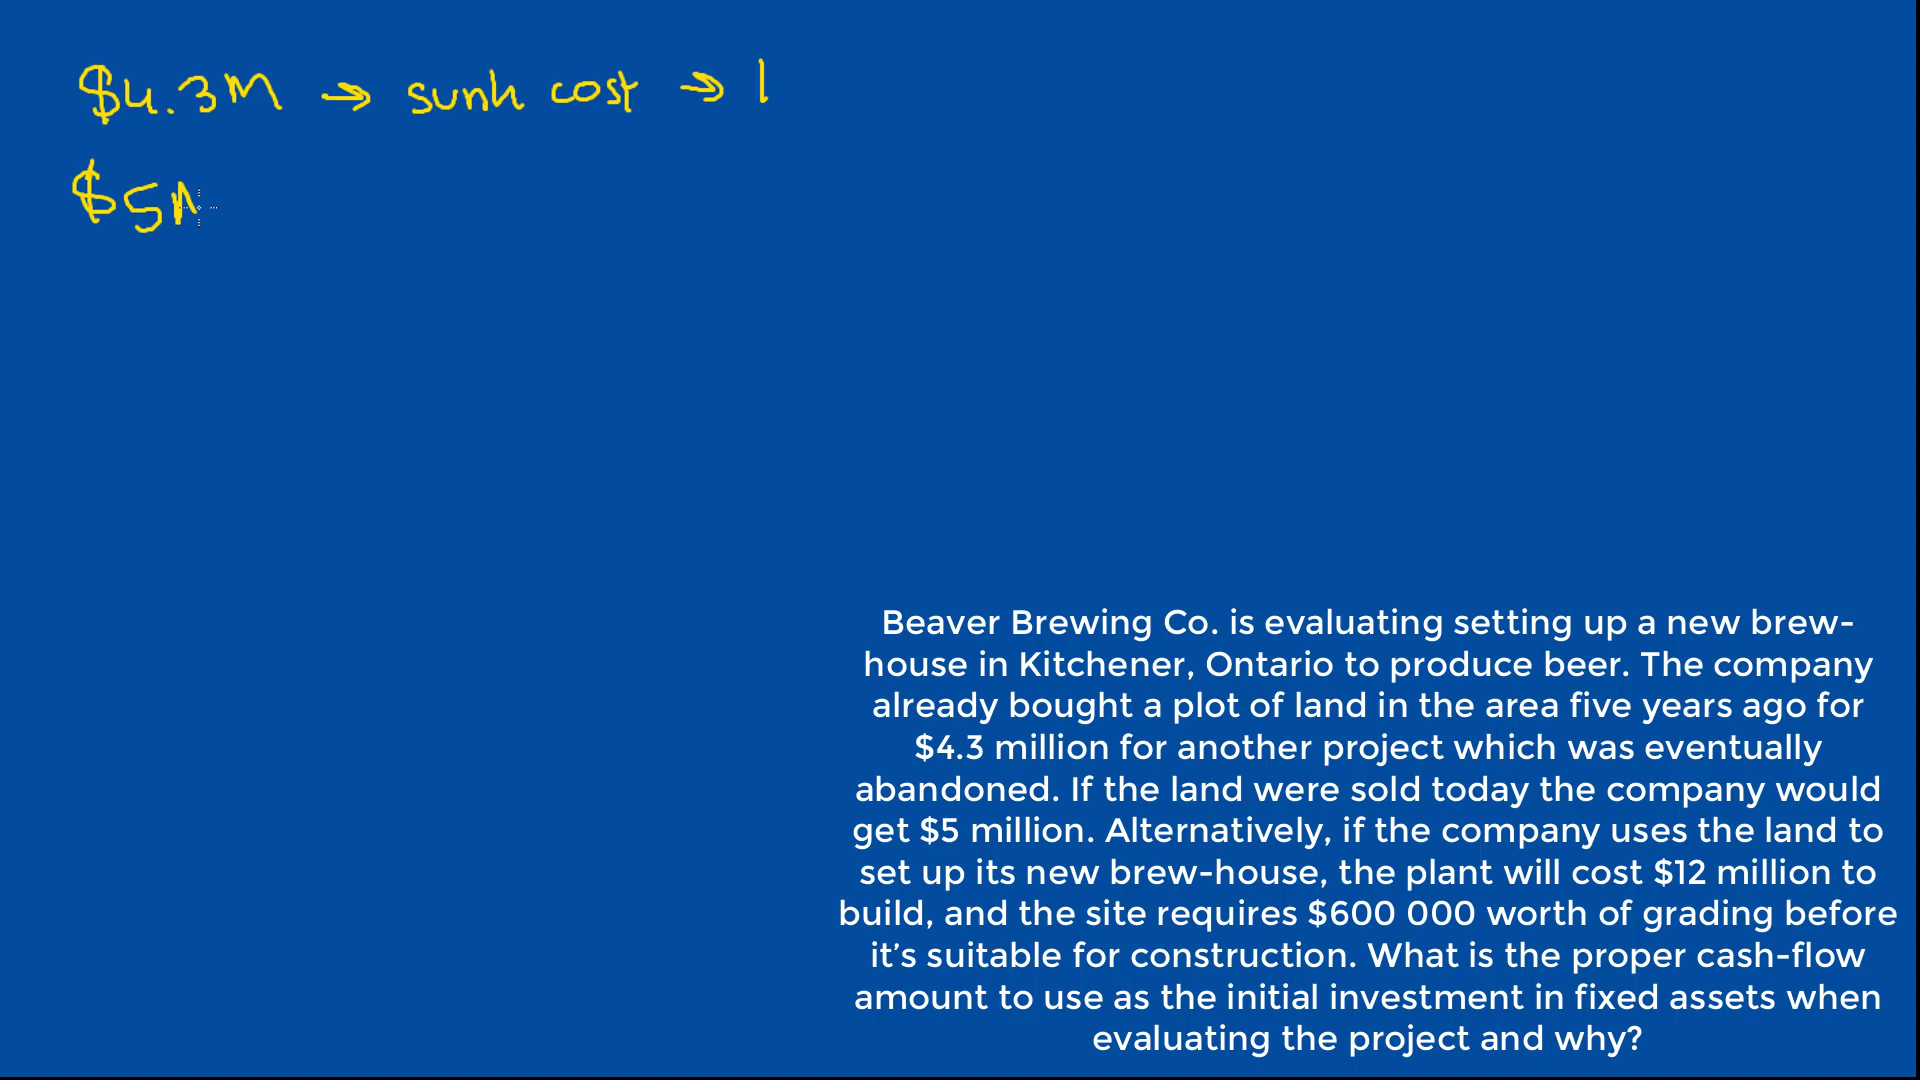 $4.3M → sunk cost → I
$5M
Beaver Brewing Co. is evaluating setting up a new brew-
house in Kitchener, Ontario to produce beer. The company
already bought a plot of land in the area five years ago for
$4.3 million for another project which was eventually
abandoned. If the land were sold today the company would
get $5 million. Alternatively, if the company uses the land to
set up its new brew-house, the plant will cost $12 million to
build, and the site requires $600 000 worth of grading before
it’s suitable for construction. What is the proper cash-flow
amount to use as the initial investment in fixed assets when
evaluating the project and why?